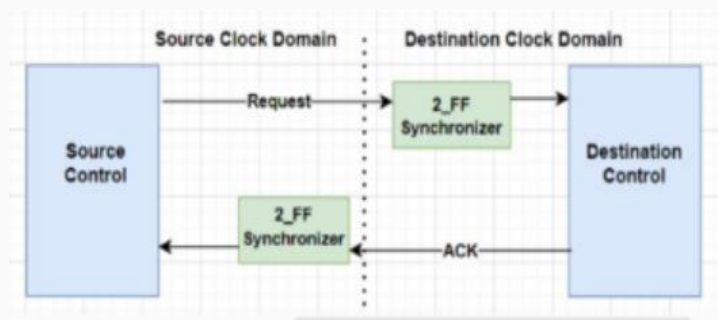 Source Clock Domain
Destination Clock Domain
Request
2_FF
Synchronizer
Source
Control
Destination
Control
2_FF
Synchronizer
ACK